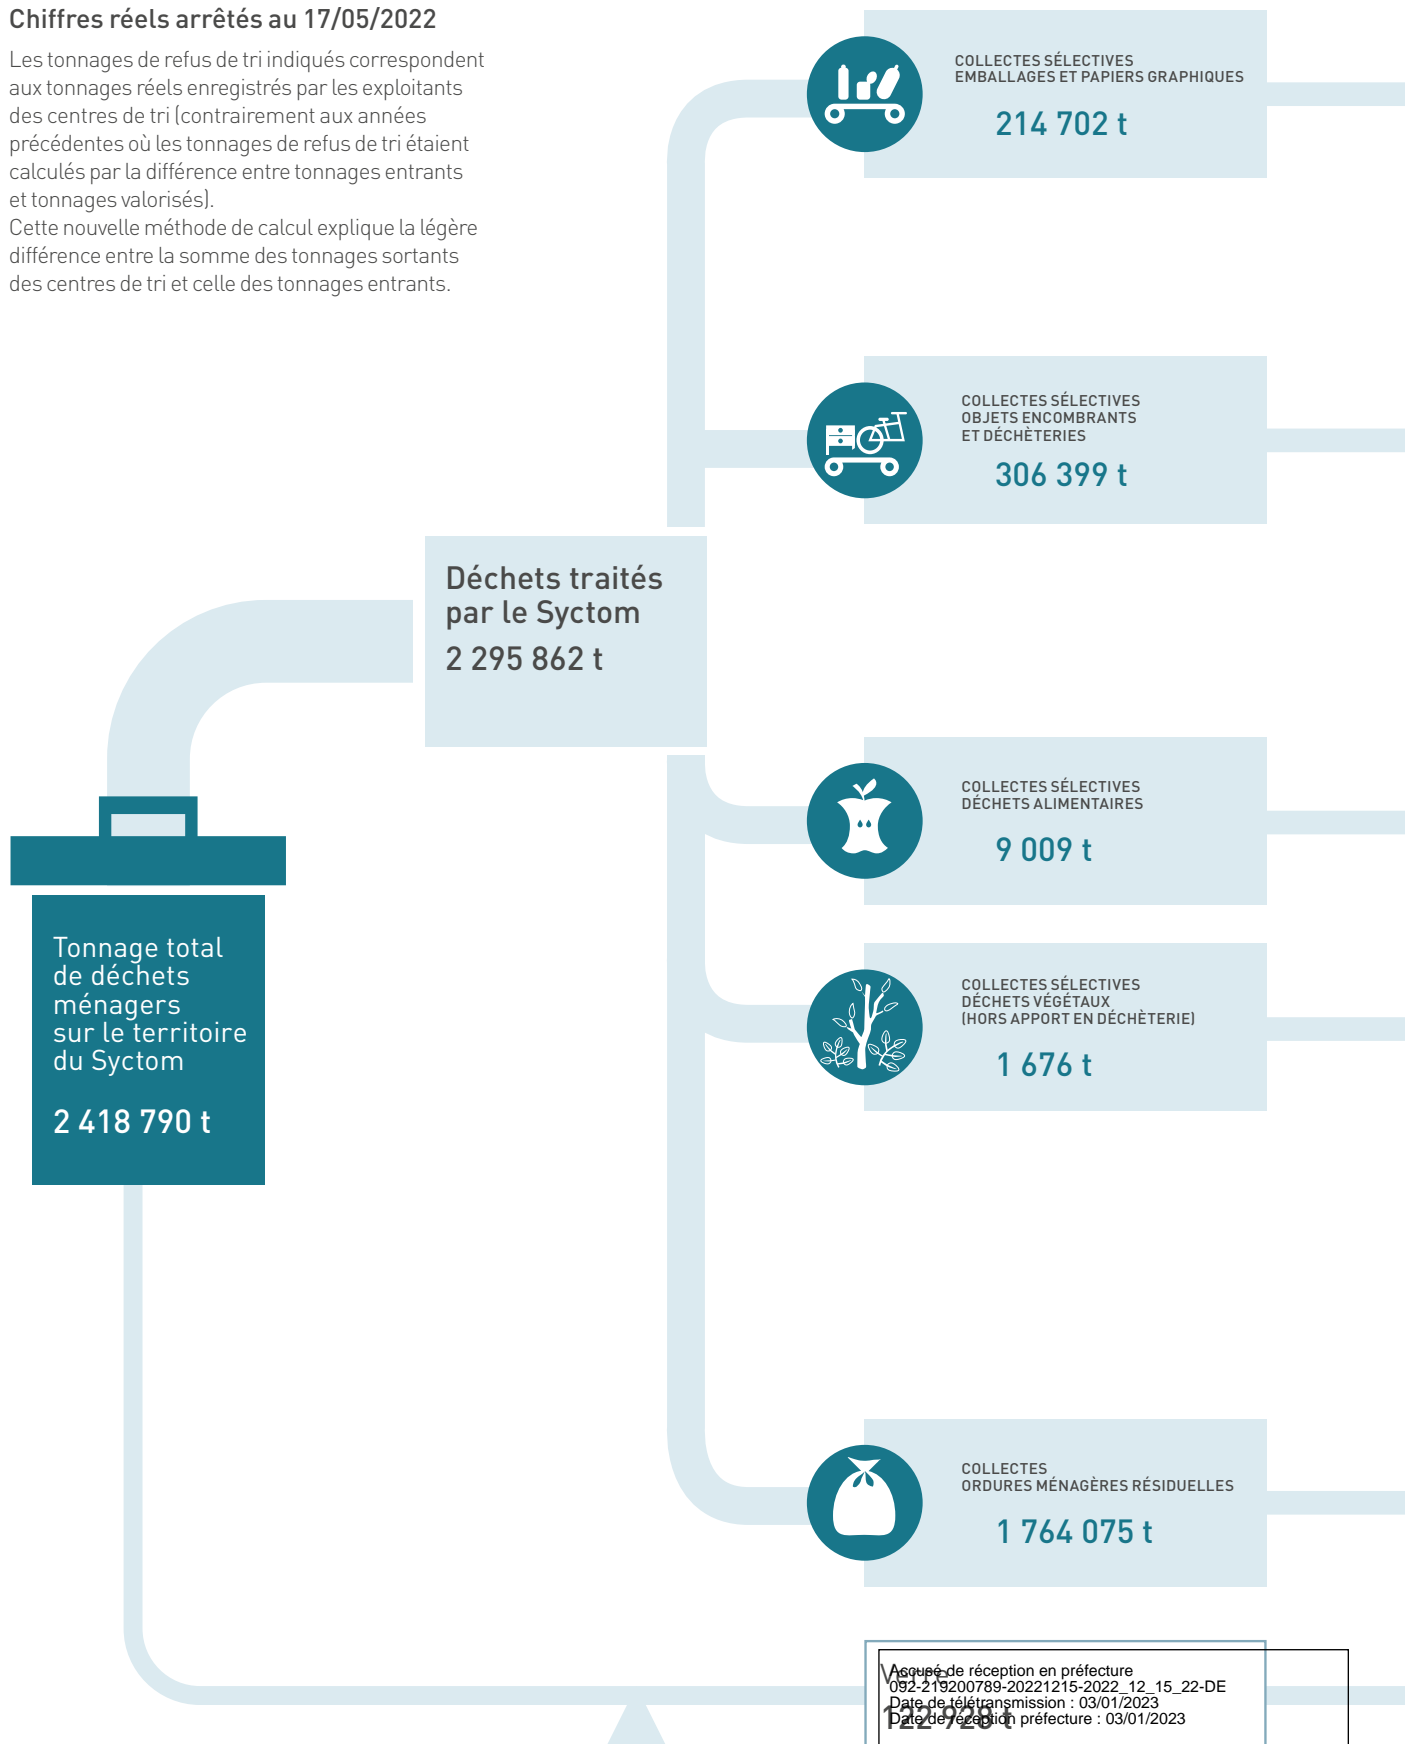 Chiffres réels arrêtés au 17/05/2022
Les tonnages de refus de tri indiqués correspondent
aux tonnages réels enregistrés par les exploitants
des centres de tri (contrairement aux années
précédentes où les tonnages de refus de tri étaient
calculés par la différence entre tonnages entrants
et tonnages valorisés).
Cette nouvelle méthode de calcul explique la légère
différence entre la somme des tonnages sortants
des centres de tri et celle des tonnages entrants.
COLLECTES SÉLECTIVES
EMBALLAGES ET PAPIERS GRAPHIQUES
214 702 t
COLLECTES SÉLECTIVES
OBJETS ENCOMBRANTS
ET DÉCHÈTERIES
306 399 t
Déchets traités
par le Syctom
2 295 862 t
COLLECTES SÉLECTIVES
DÉCHETS ALIMENTAIRES
9 009 t
Tonnage total
de déchets
ménagers
sur le territoire
du Syctom
2 418 790 t
COLLECTES SÉLECTIVES
DÉCHETS VÉGÉTAUX
(HORS APPORT EN DÉCHÈTERIE)
1 676 t
COLLECTES
ORDURES MÉNAGÈRES RÉSIDUELLES
1 764 075 t
Verre
122 928 t
Accusé de réception en préfecture
092-219200789-20221215-2022_12_15_22-DE
Date de télétransmission : 03/01/2023
Date de réception préfecture : 03/01/2023